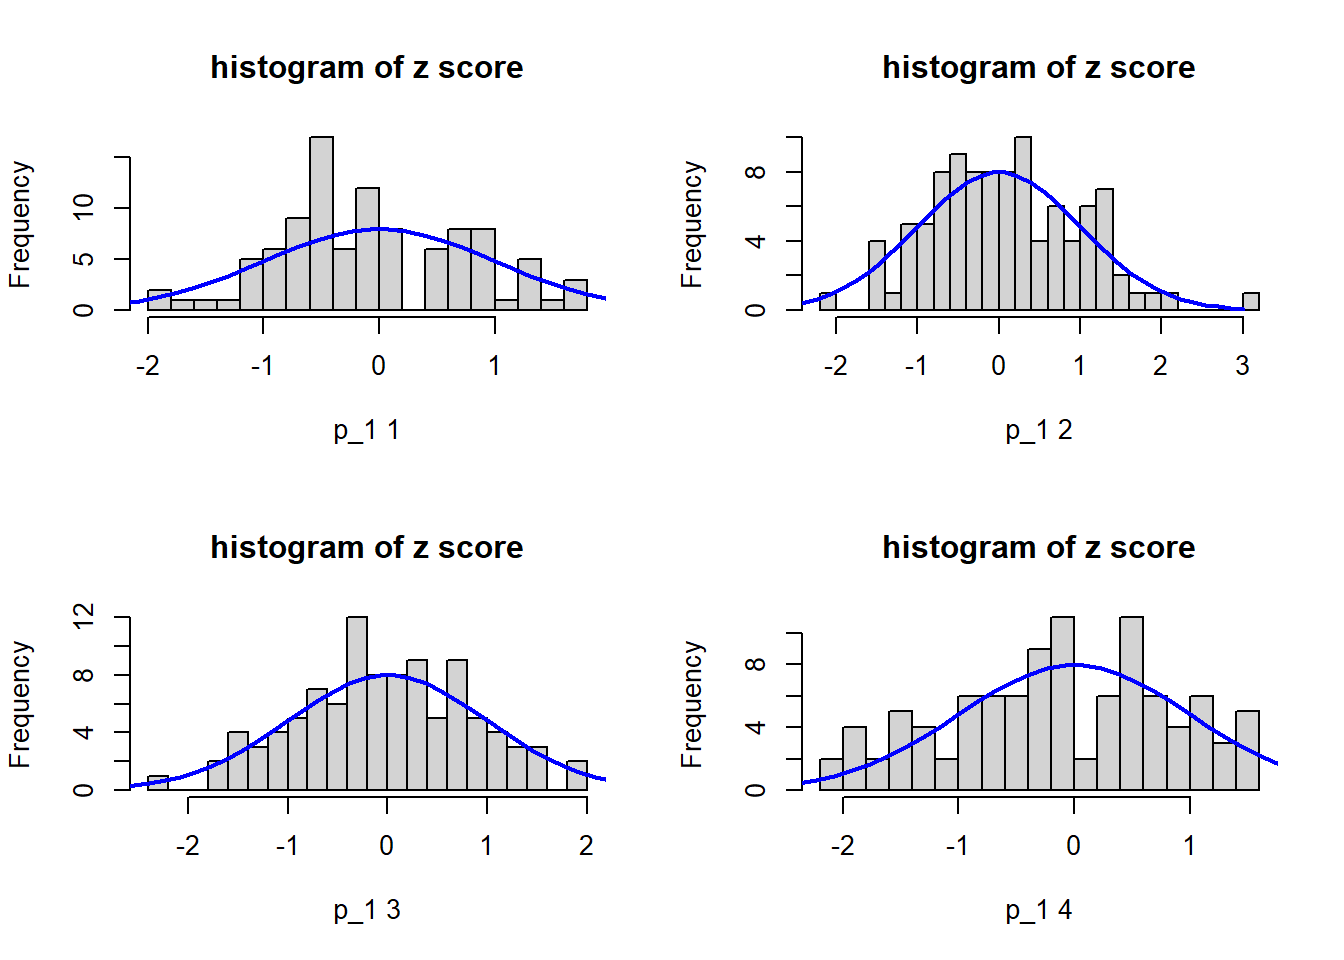 histogram of z score
Frequency
0 5 10
-2 -1 0 1
p_1 1
histogram of z score
Frequency
0 4 8
-2 -1 0 1 2 3
p_1 2
histogram of z score
Frequency
0 4 8 12
-2 -1 0 1 2
p_1 3
histogram of z score
Frequency
0 4 8
-2 -1 0 1
p_1 4